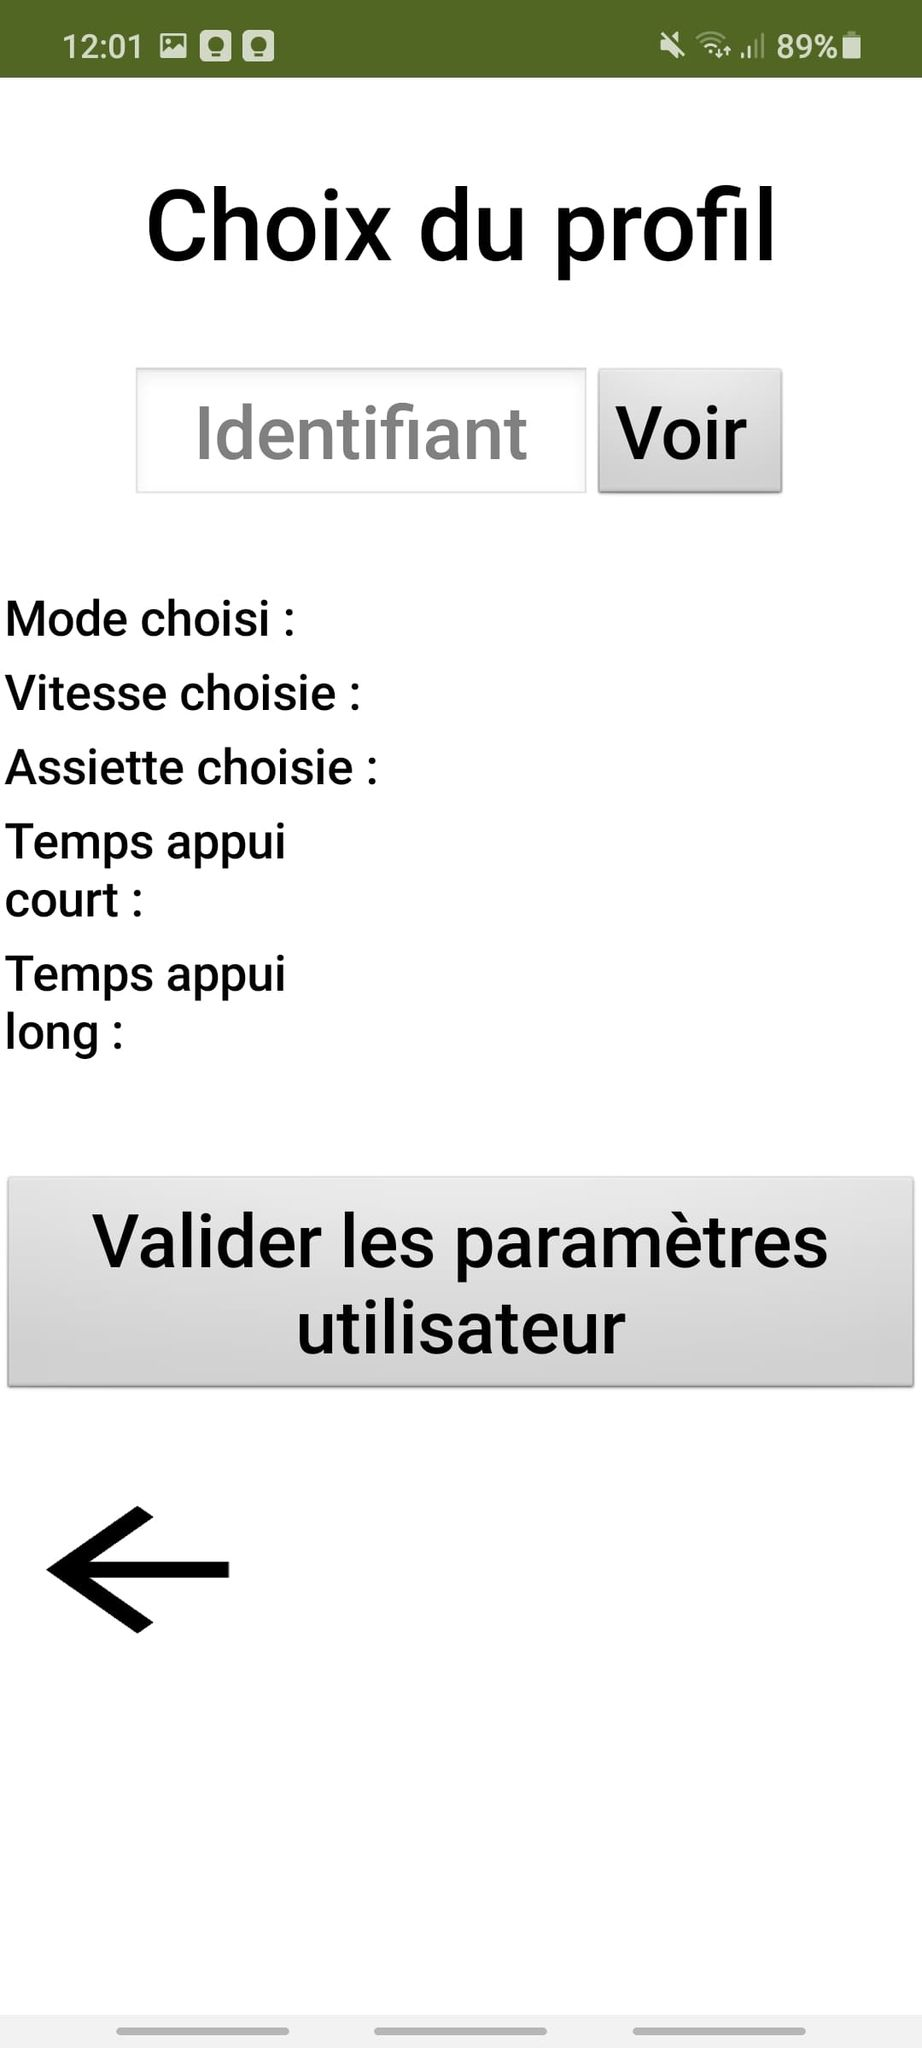 12:01
89%
Choix du profil
Identifiant
Voir
Mode choisi :
Vitesse choisie :
Assiette choisie :
Temps appui
court :
Temps appui
long :
Valider les paramètres
utilisateur